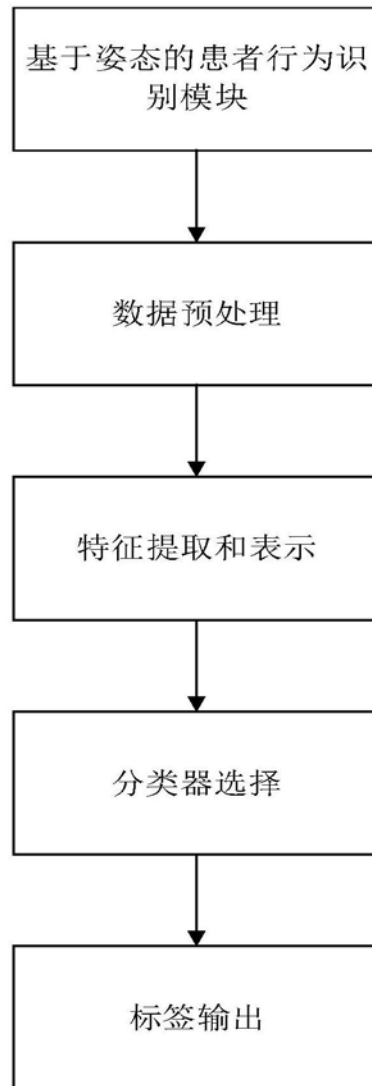 基于姿态的患者行为识
别模块
数据预处理
特征提取和表示
分类器选择
标签输出